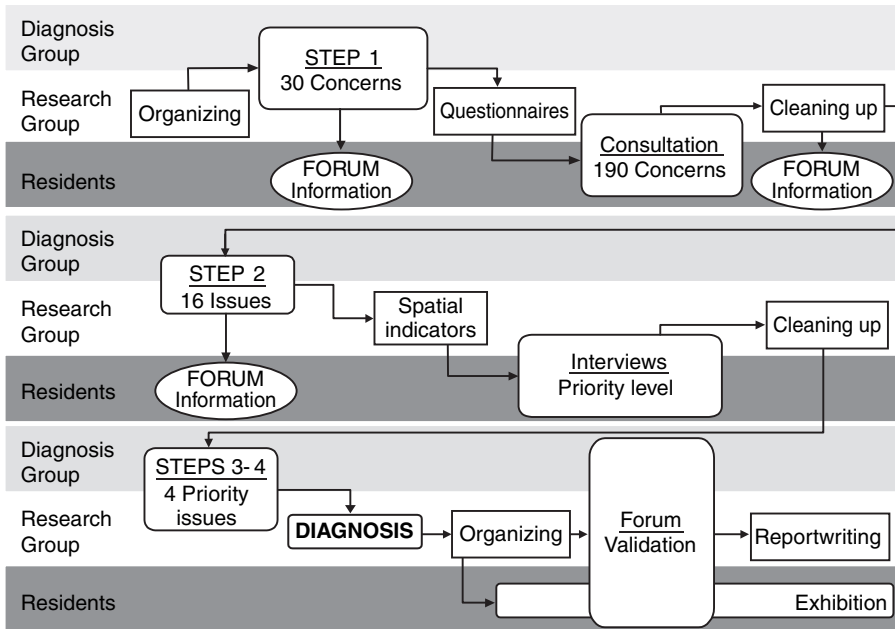 Diagnosis
Group
STEP 1
30 Concerns
Research
Group
Organizing
Questionnaires
Cleaning up
Consultation
190 Concerns
Residents
FORUM
Information
FORUM
Information
Diagnosis
Group
STEP 2
16 Issues
Research
Group
Spatial
indicators
Cleaning up
Interviews
Priority level
Residents
FORUM
Information
Diagnosis
Group
STEPS 3-4
4 Priority
issues
Research
Group
DIAGNOSIS
Organizing
Forum
Validation
Reportwriting
Residents
Exhibition